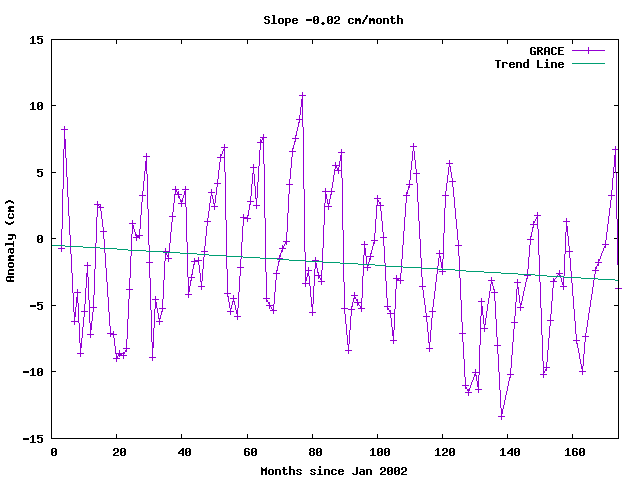 Slope -0.02 cm/month
15
10
5
0
-5
-10
-15
Anomaly (cm)
GRACE
Trend Line
0 20 40 60 80 100 120 140 160
Months since Jan 2002